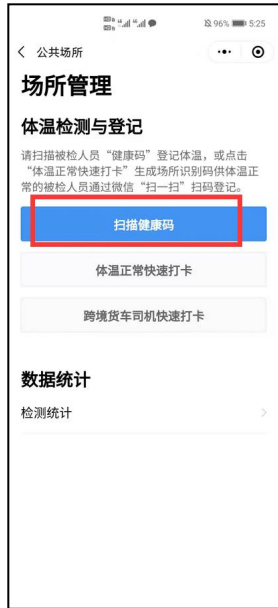 96% 5:25
公共场所
场所管理
体温检测与登记
请扫描被检人员“健康码”登记体温，或点击
“体温正常快速打卡”生成场所识别码供体温正
常的被检人员通过微信“扫一扫”扫码登记。
扫描健康码
体温正常快速打卡
跨境货车司机快速打卡
数据统计
检测统计